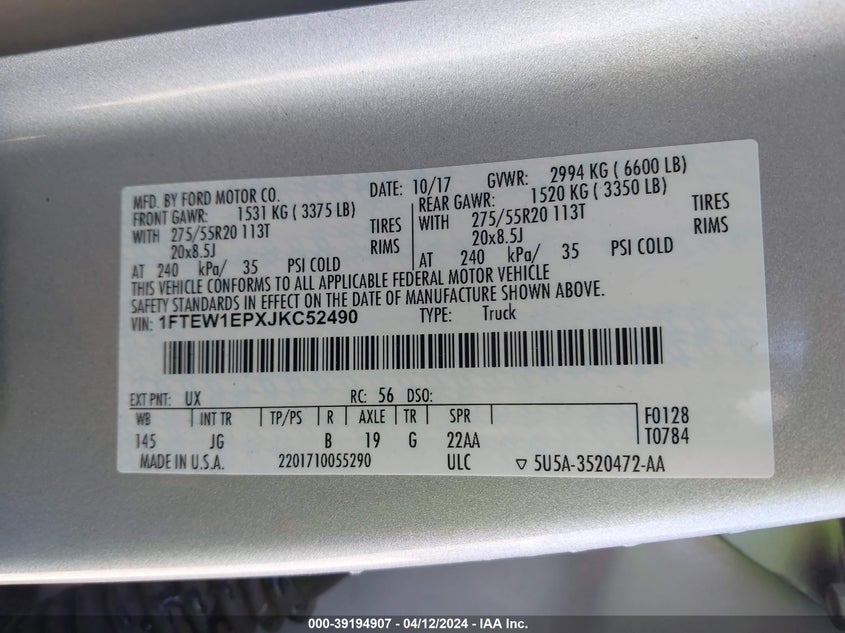 MFD. BY FORD MOTOR CO. DATE: 10/17 GVWR: 2994 KG ( 6600 LB)
FRONT GAWR: 1531 KG ( 3375 LB) REAR GAWR: 1520 KG ( 3350 LB)
WITH 275/55R20 113T TIRES WITH 275/55R20 113T TIRES
20x8.5J RIMS 20x8.5J RIMS
AT 240 kPa/ 35 PSI COLD AT 240 kPa/ 35 PSI COLD
THIS VEHICLE CONFORMS TO ALL APPLICABLE FEDERAL MOTOR VEHICLE
SAFETY STANDARDS IN EFFECT ON THE DATE OF MANUFACTURE SHOWN ABOVE.
VIN: 1FTEW1EPXJKC52490 TYPE: Truck
EXT PNT: UX RC: 56 DSO:
WB INT TR TP/PS R AXLE TR SPR F0128
145 JG B 19 G 22AA T0784
MADE IN U.S.A. 2201710055290 ULC ▽ 5U5A-3520472-AA
000-39194907 - 04/12/2024 - IAA Inc.